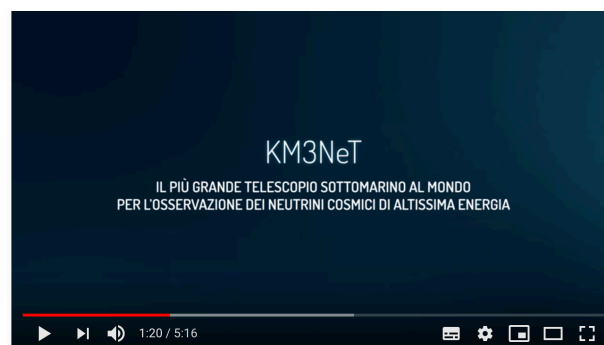 KM3NeT
IL PIÙ GRANDE TELESCOPIO SOTTOMARINO AL MONDO
PER L'OSSERVAZIONE DEI NEUTRINI COSMICI DI ALTISSIMA ENERGIA
1:20 / 5:16